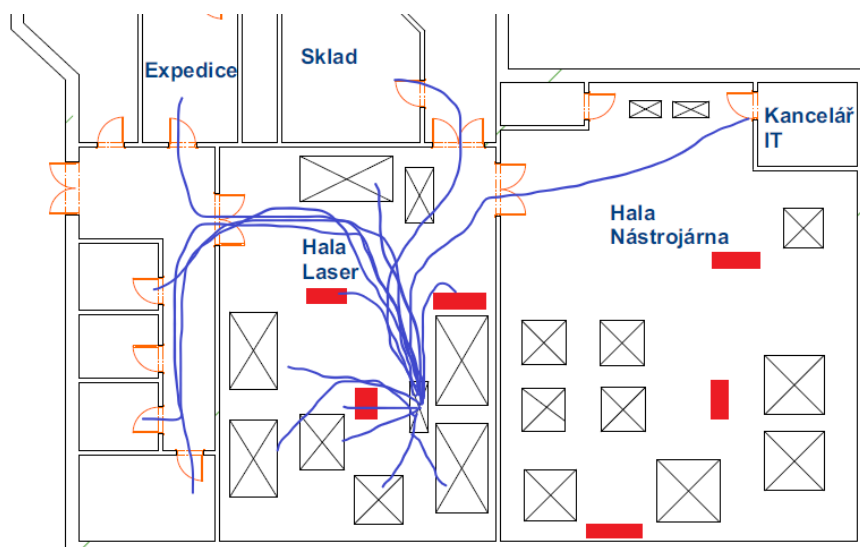 Expedice
Sklad
Kancelář
IT
Hala
Nástrojárna
Hala
Laser